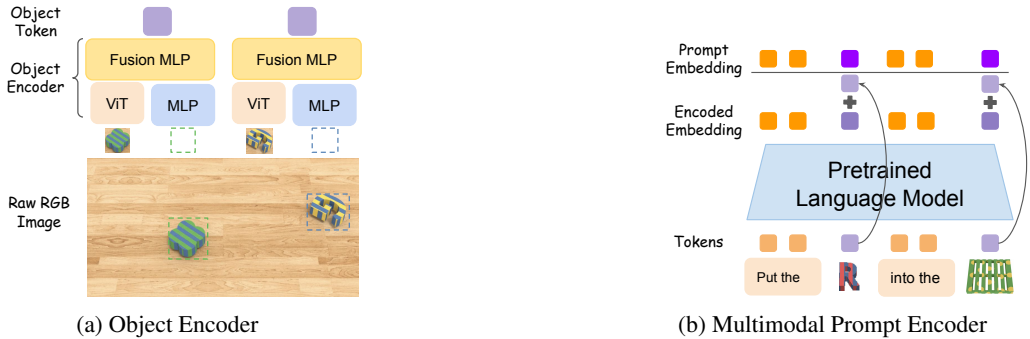 Object
Token
Object
Encoder
Fusion MLP
Fusion MLP
ViT
MLP
ViT
MLP
Raw RGB
Image
(a) Object Encoder
Prompt
Embedding
Encoded
Embedding
Pretrained
Language Model
Tokens
Put the
R
into the
(b) Multimodal Prompt Encoder